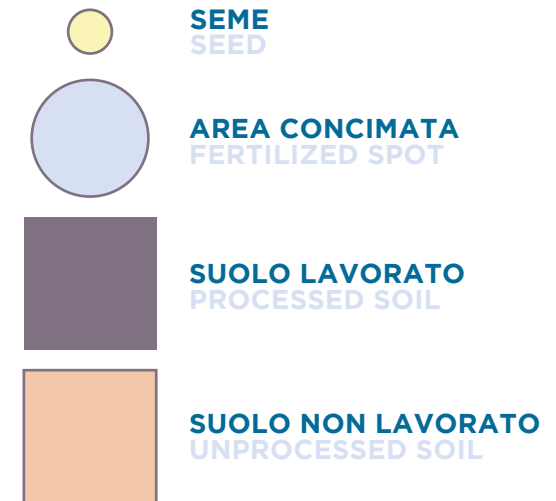 SEME
SEED
AREA CONCIMATA
FERTILIZED SPOT
SUOLO LAVORATO
PROCESSED SOIL
SUOLO NON LAVORATO
UNPROCESSED SOIL